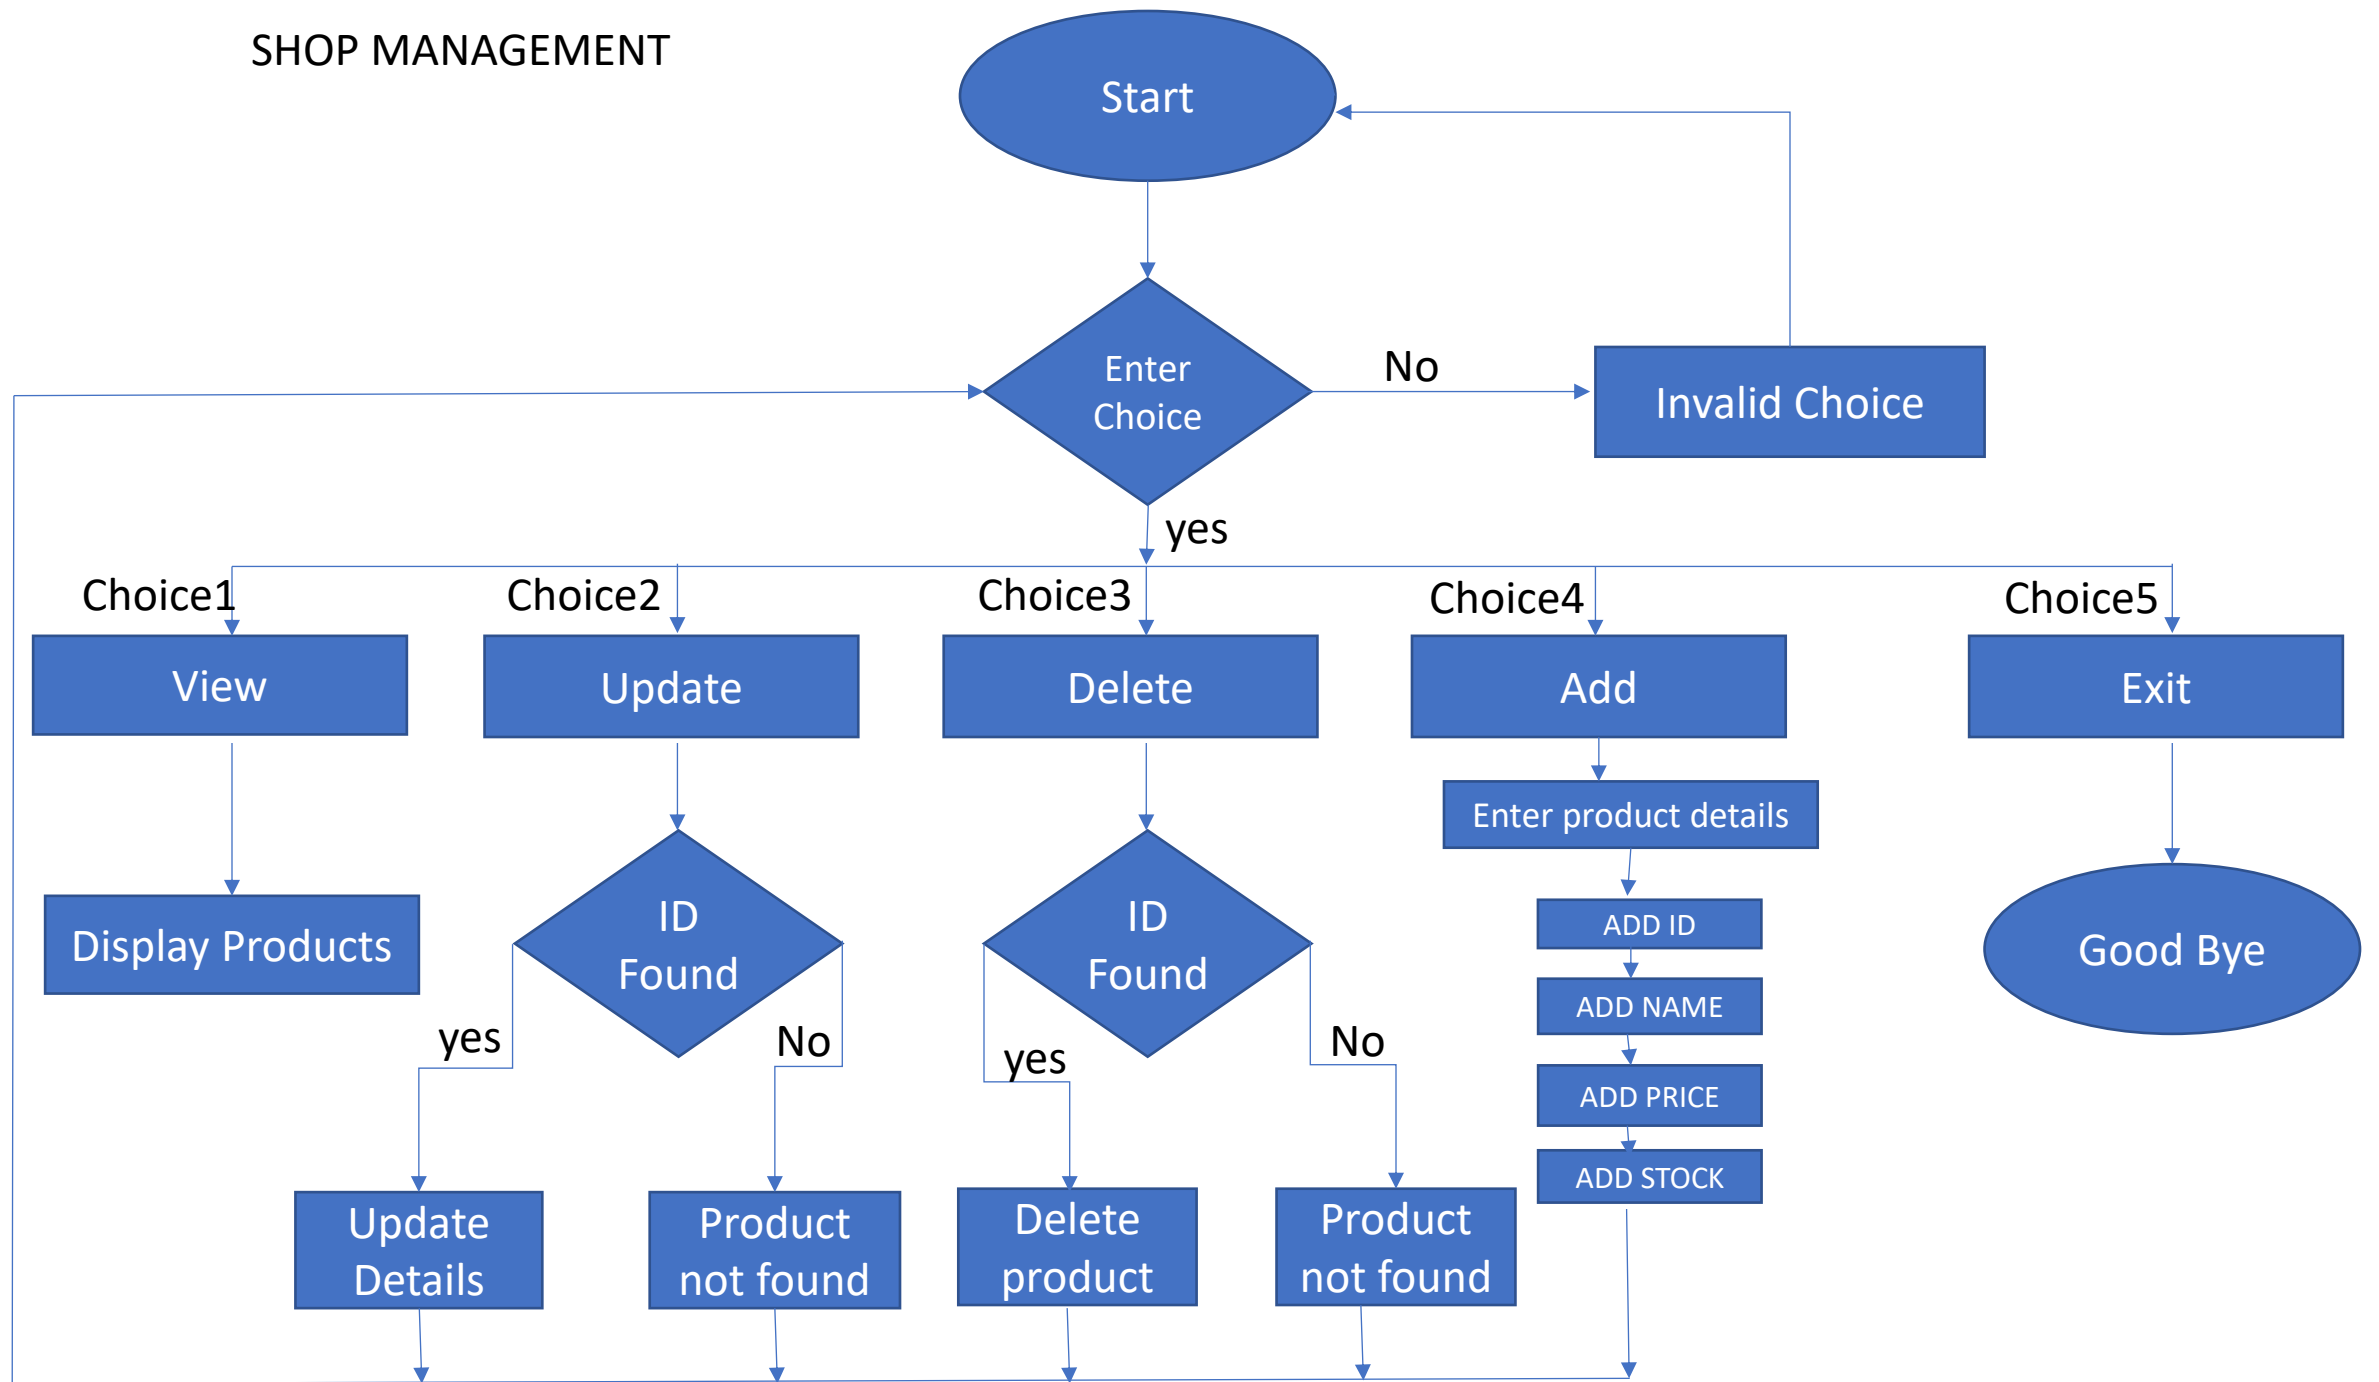 SHOP MANAGEMENT
Start
Enter
Choice
No
Invalid Choice
yes
Choice1
Choice2
Choice3
Choice4
Choice5
View
Update
Delete
Add
Exit
Enter product details
Display Products
ID
Found
ID
Found
ADD ID
ADD NAME
ADD PRICE
ADD STOCK
Good Bye
yes
No
yes
No
Update
Details
Product
not found
Delete
product
Product
not found